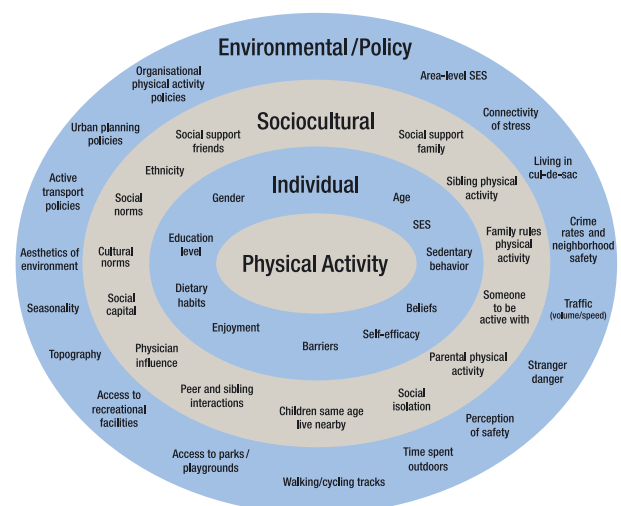 Environmental/Policy
Organisational
physical activity
policies
Area-level SES
Urban planning
policies
Connectivity
of stress
Active
transport
policies
Living in
cul-de-sac
Aesthetics of
environment
Crime
rates and
neighborhood
safety
Seasonality
Traffic
(volume/speed)
Topography
Stranger
danger
Access to
recreational
facilities
Perception
of safety
Access to parks/
playgrounds
Time spent
outdoors
Walking/cycling tracks
Sociocultural
Social support
friends
Social support
family
Ethnicity
Sibling physical
activity
Social
norms
Family rules
physical
activity
Cultural
norms
Social
capital
Someone
to be
active with
Physician
influence
Parental physical
activity
Peer and sibling
interactions
Social
isolation
Children same age
live nearby
Individual
Gender
Age
SES
Education
level
Sedentary
behavior
Dietary
habits
Beliefs
Enjoyment
Self-efficacy
Barriers
Physical Activity